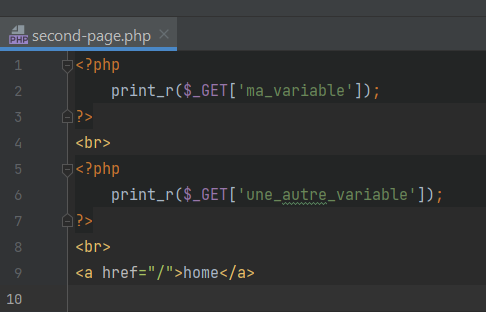 PHP second-page.php
1 <?php
2 print_r($_GET['ma_variable']);
3 ?>
4 <br>
5 <?php
6 print_r($_GET['une_autre_variable']);
7 ?>
8 <br>
9 <a href="/">home</a>
10